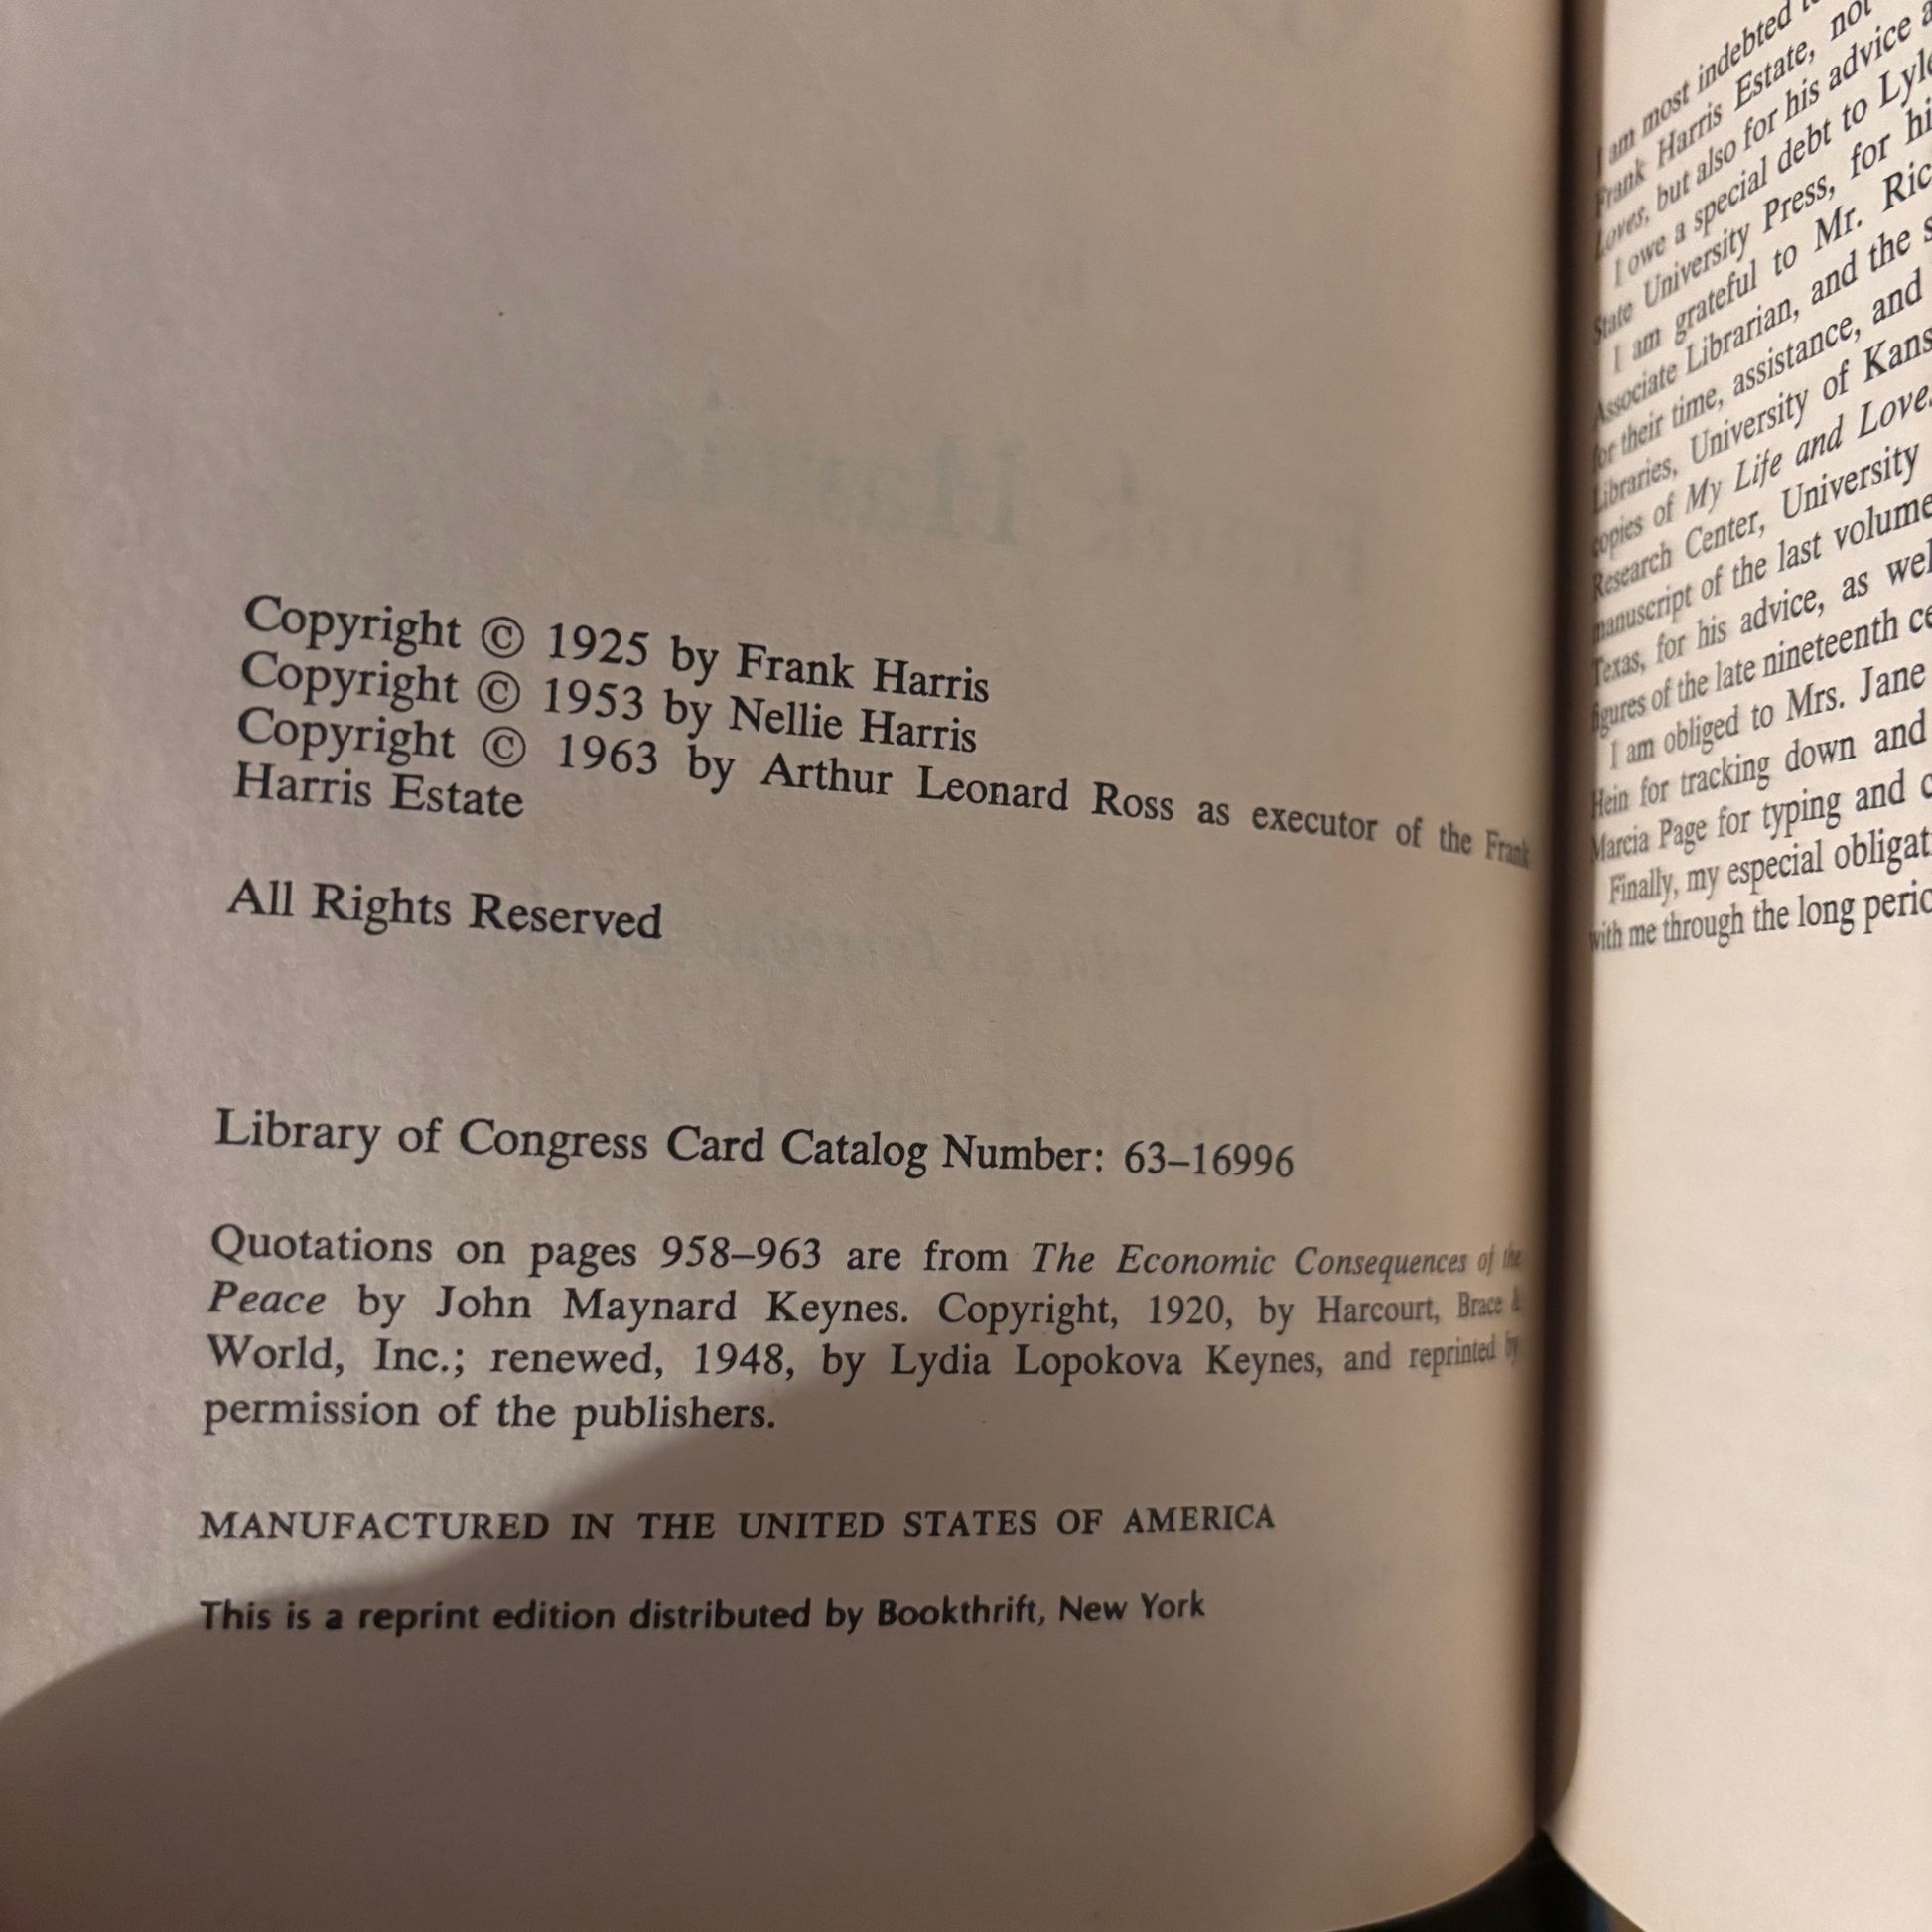 Copyright © 1925 by Frank Harris
Copyright © 1953 by Nellie Harris
Copyright © 1963 by Arthur Leonard Ross as executor of the Frank
Harris Estate
All Rights Reserved
Library of Congress Card Catalog Number: 63–16996
Quotations on pages 958–963 are from The Economic Consequences of the
Peace by John Maynard Keynes. Copyright, 1920, by Harcourt, Brace &
World, Inc.; renewed, 1948, by Lydia Lopokova Keynes, and reprinted by
permission of the publishers.
MANUFACTURED IN THE UNITED STATES OF AMERICA
This is a reprint edition distributed by Bookthrift, New York
I am most indebted
Frank Harris Estate, not
Loves, but also for his advice
I owe a special debt to
State University Press, for
I am grateful to Mr.
Associate Librarian, and the
for their time, assistance, and
Libraries, University of
copies of My Life and
Research Center, University
manuscript of the last
Texas, for his advice, as
figures of the late nineteenth
I am obliged to Mrs. Jane
Hein for tracking down and
Marcia Page for typing and
Finally, my especial
with me through the long